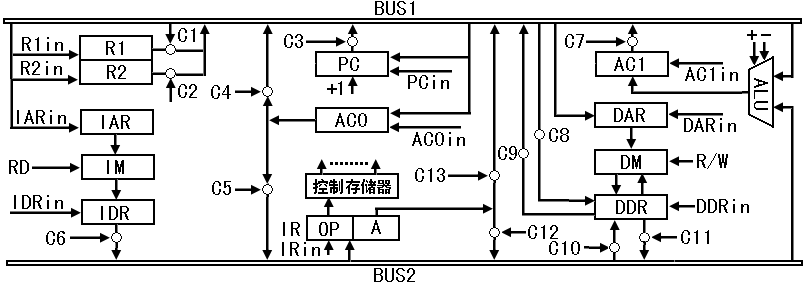 BUS1
R1in
R1
C1
R2in
R2
C2
C3
PC
+1
PCin
C4
AC0
AC0in
C7
AC1
AC1in
+
−
ALU
IARin
IAR
DAR
DARin
RD
IM
C9
C8
DM
R/W
C5
控制存储器
C13
IDRin
IDR
IR
OP
A
IRin
DDR
DDRin
C6
C12
C10
C11
BUS2